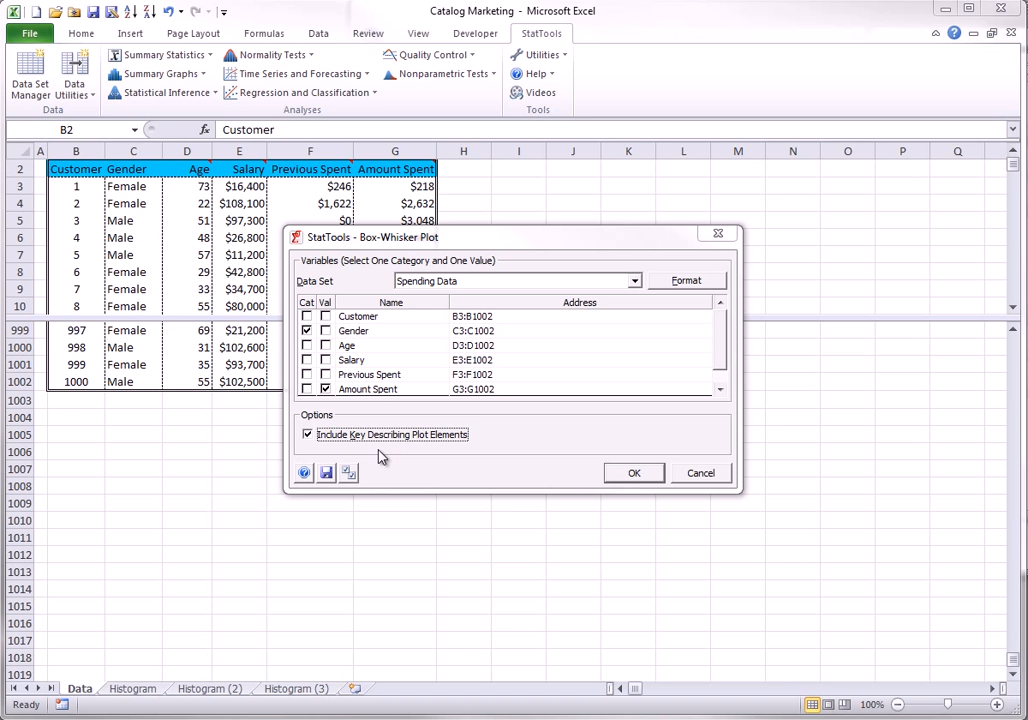 Catalog Marketing - Microsoft Excel
File Home Insert Page Layout Formulas Data Review View Developer StatTools
Data Set Manager
Data Utilities
Data
Summary Statistics
Summary Graphs
Statistical Inference
Normality Tests
Time Series and Forecasting
Regression and Classification
Quality Control
Nonparametric Tests
Analyses
Utilities
Help
Videos
Tools
B2 fx Customer
A B C D E F G H I J K L M N O P Q
2 Customer Gender Age Salary Previous Spent Amount Spent
3 1 Female 73 $16,400 $246 $218
4 2 Female 22 $108,100 $1,622 $2,632
5 3 Male 51 $97,300 $0 $3,048
6 4 Male 48 $26,800
7 5 Male 57 $11,200
8 6 Female 29 $42,800
9 7 Female 33 $34,700
10 8 Female 55 $80,000
999 997 Female 69 $21,200
1000 998 Male 31 $102,600
1001 999 Female 35 $93,700
1002 1000 Male 55 $102,500
1003
1004
1005
1006
1007
1008
1009
1010
1011
1012
1013
1014
1015
1016
1017
1018
1019
StatTools - Box-Whisker Plot
Variables (Select One Category and One Value)
Data Set Spending Data Format
Cat Val Name Address
Customer B3:B1002
Gender C3:C1002
Age D3:D1002
Salary E3:E1002
Previous Spent F3:F1002
Amount Spent G3:G1002
Options
Include Key Describing Plot Elements
OK Cancel
Data Histogram Histogram (2) Histogram (3)
Ready 100%